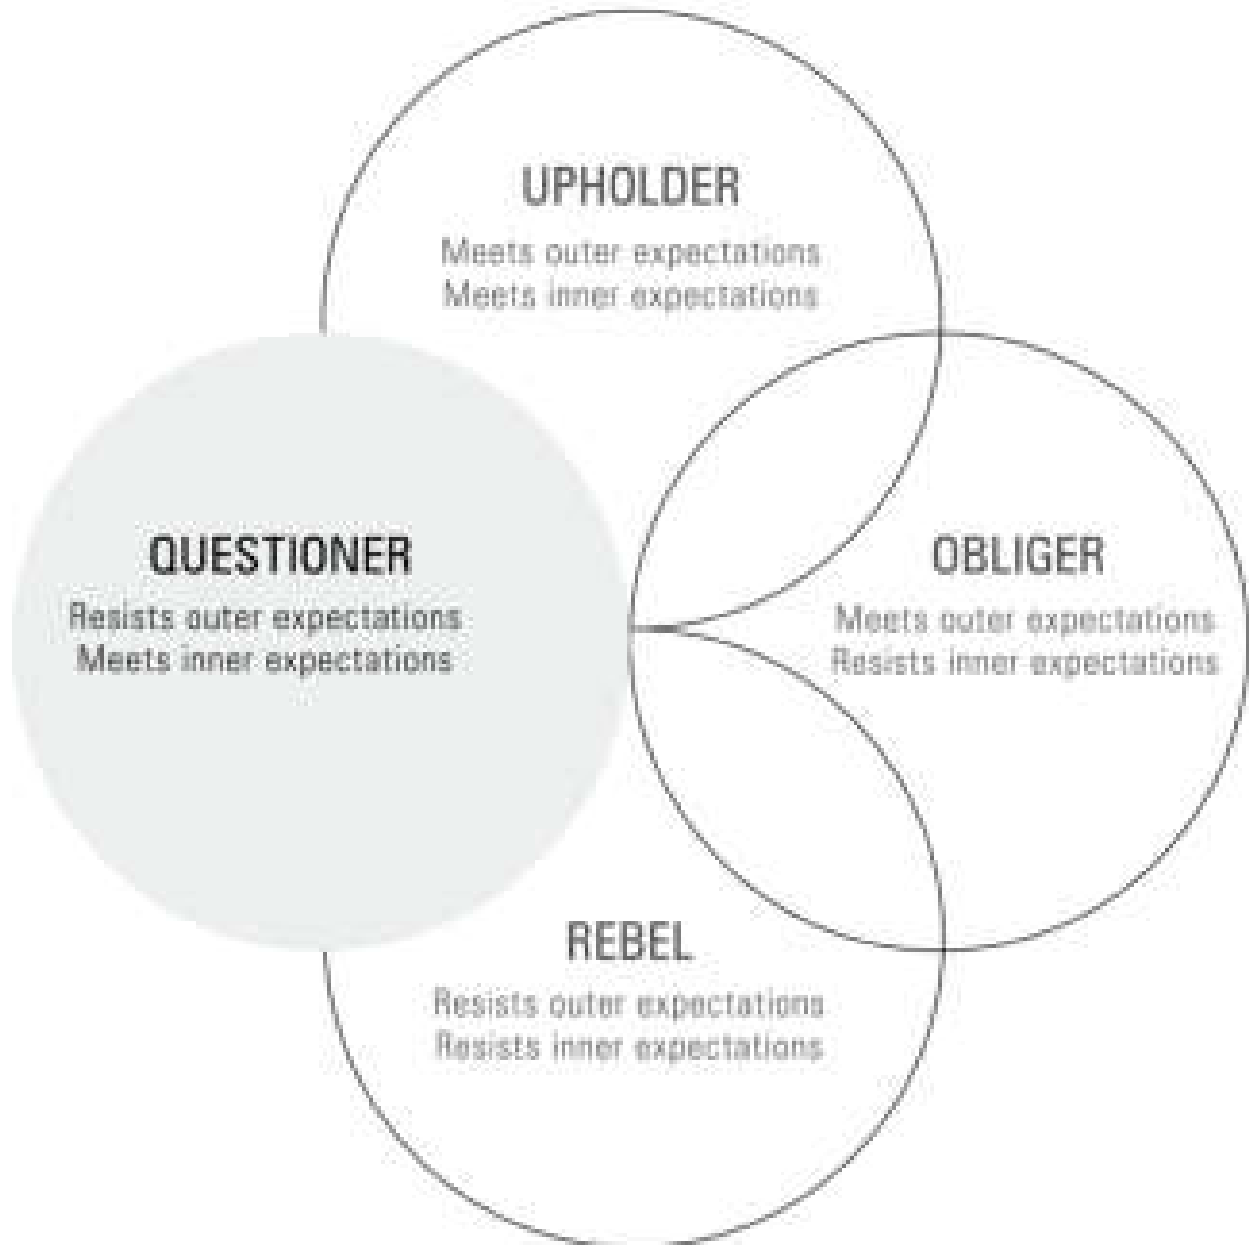 UPHOLDER
Meets outer expectations
Meets inner expectations
QUESTIONER
Resists outer expectations
Meets inner expectations
OBLIGER
Meets outer expectations
Resists inner expectations
REBEL
Resists outer expectations
Resists inner expectations